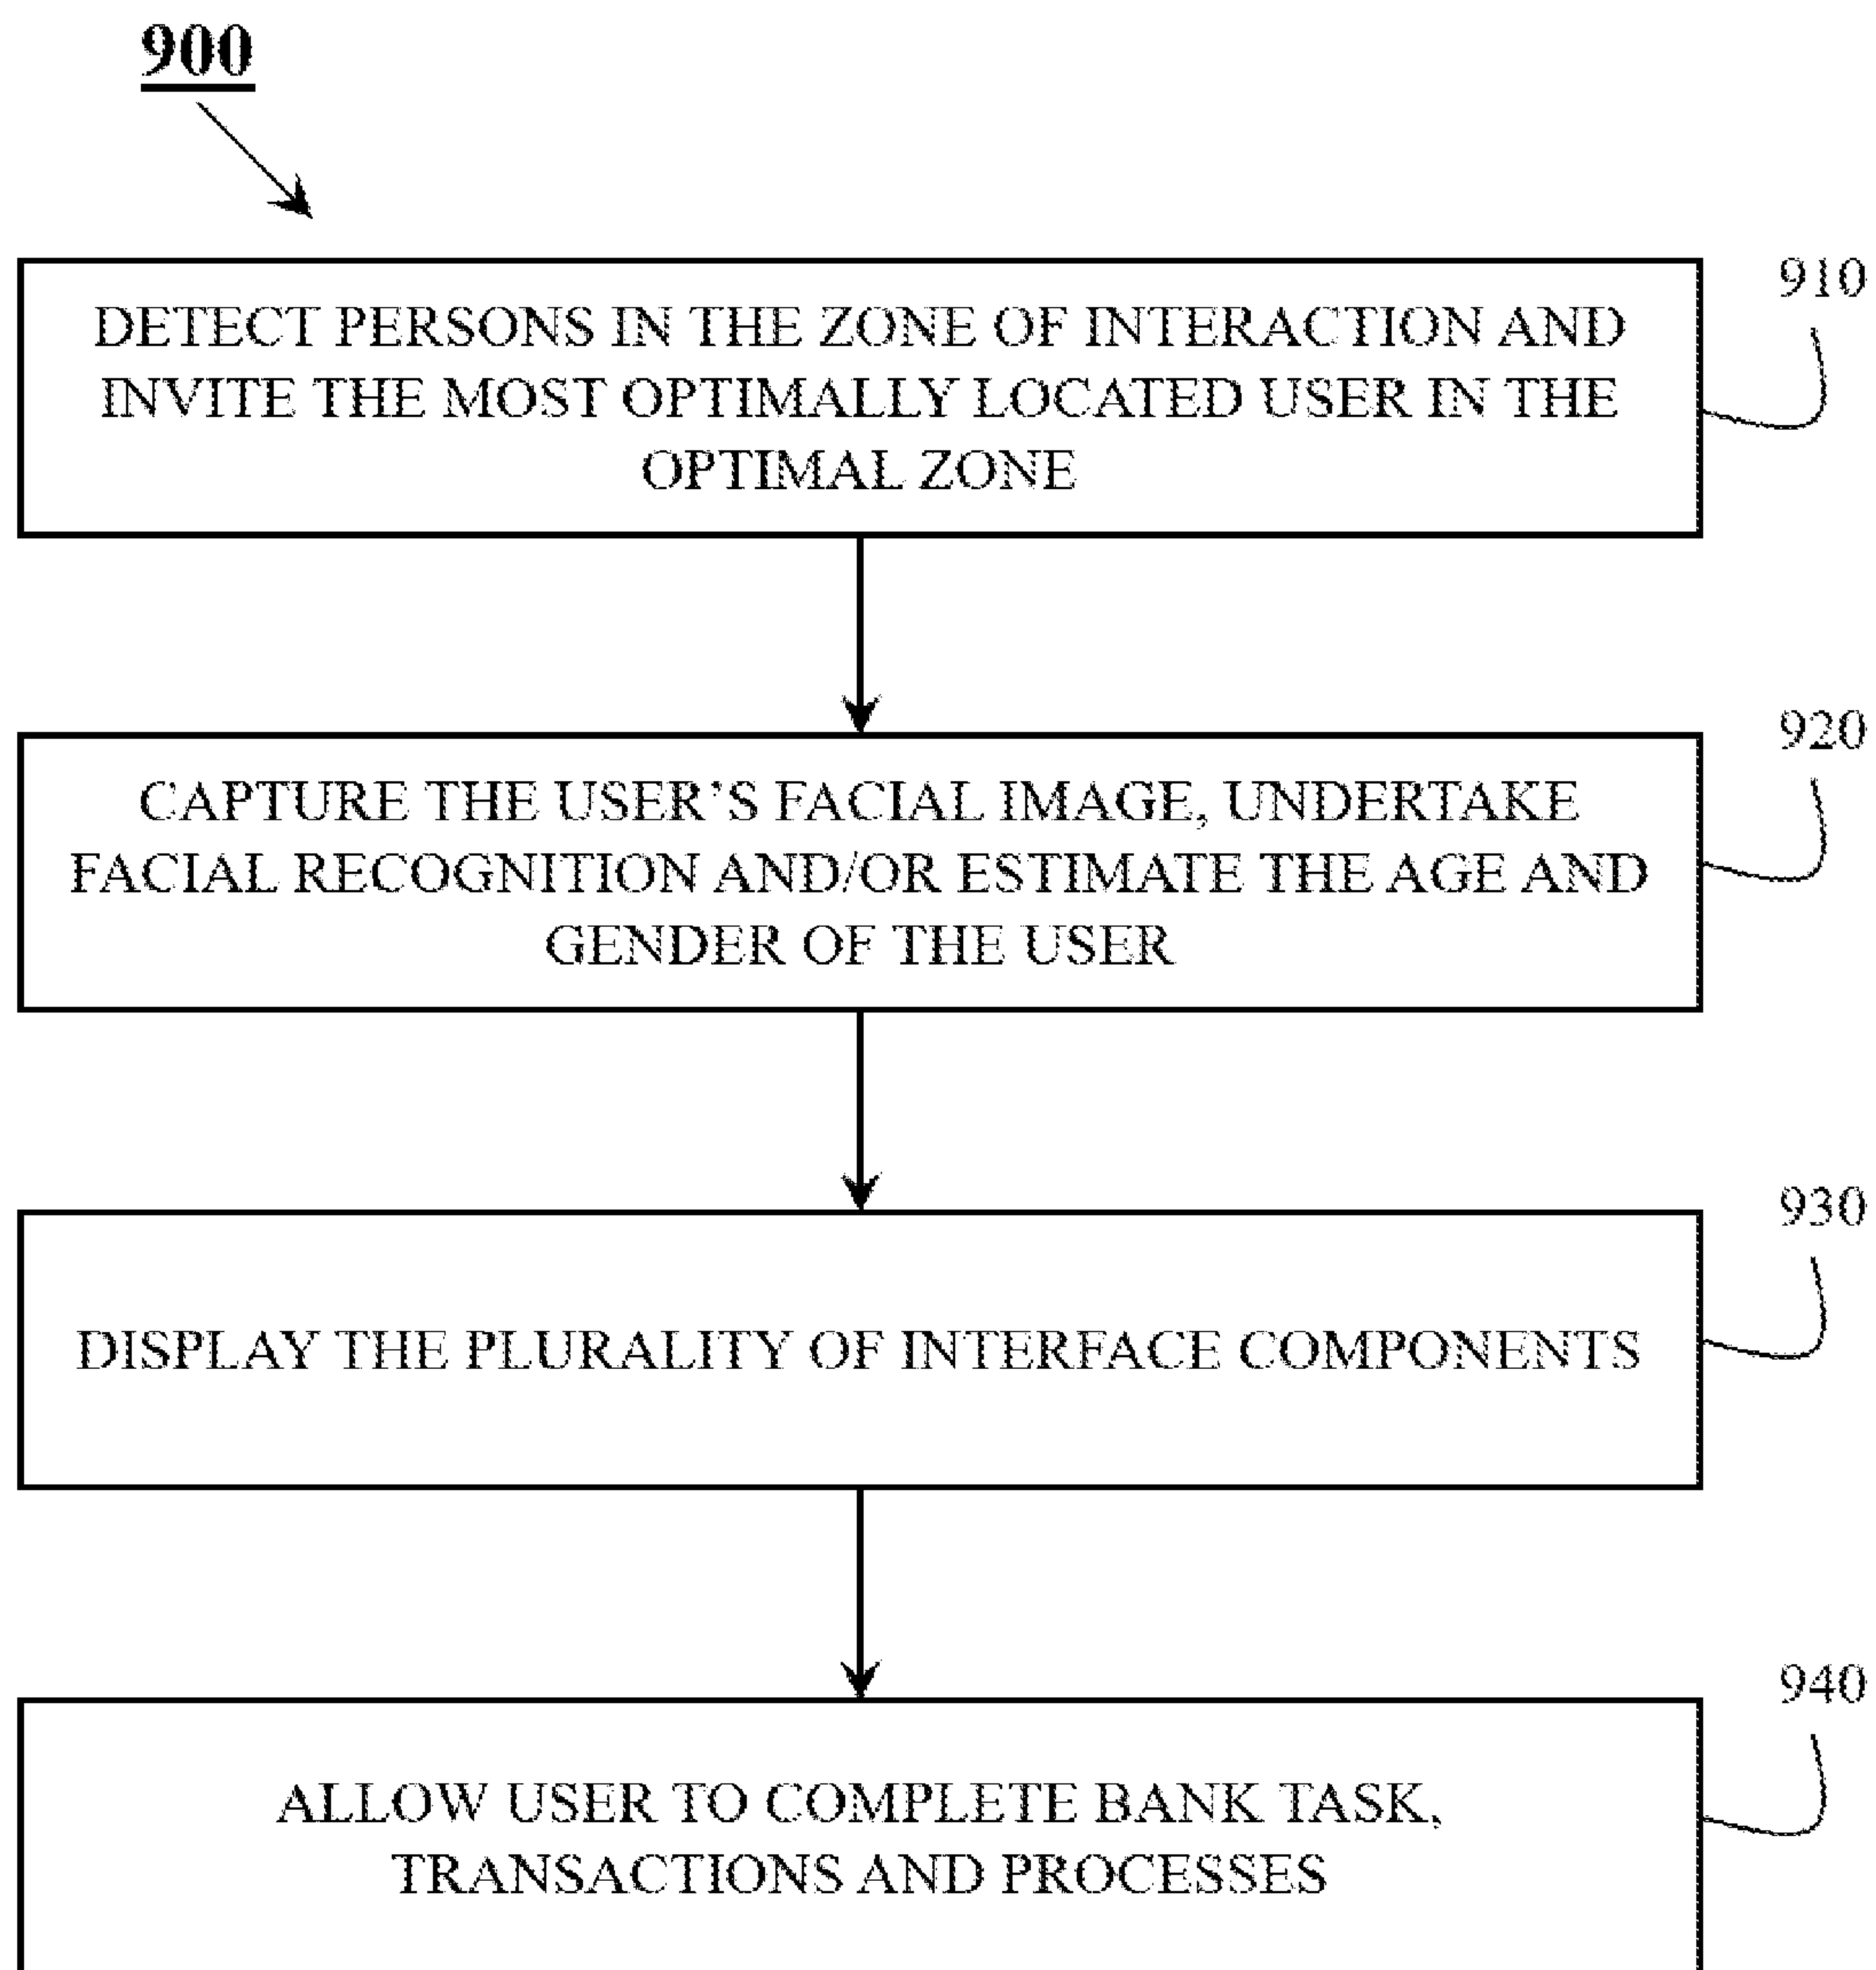 900
910
DETECT PERSONS IN THE ZONE OF INTERACTION AND
INVITE THE MOST OPTIMALLY LOCATED USER IN THE
OPTIMAL ZONE
920
CAPTURE THE USER’S FACIAL IMAGE, UNDERTAKE
FACIAL RECOGNITION AND/OR ESTIMATE THE AGE AND
GENDER OF THE USER
930
DISPLAY THE PLURALITY OF INTERFACE COMPONENTS
940
ALLOW USER TO COMPLETE BANK TASK,
TRANSACTIONS AND PROCESSES